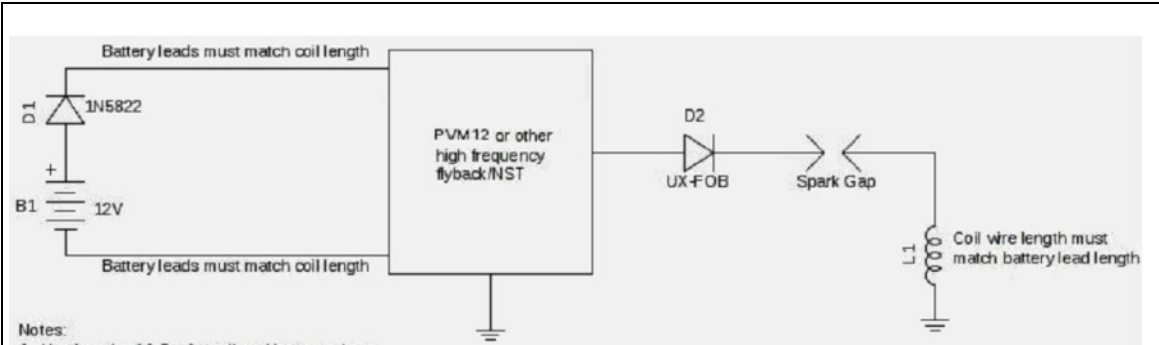 Battery leads must match coil length
D1
1N5822
+
B1
12V
Battery leads must match coil length
PVM12 or other
high frequency
flyback/NST
D2
UX-FOB
Spark Gap
L1
Coil wire length must
match battery lead length
Notes: